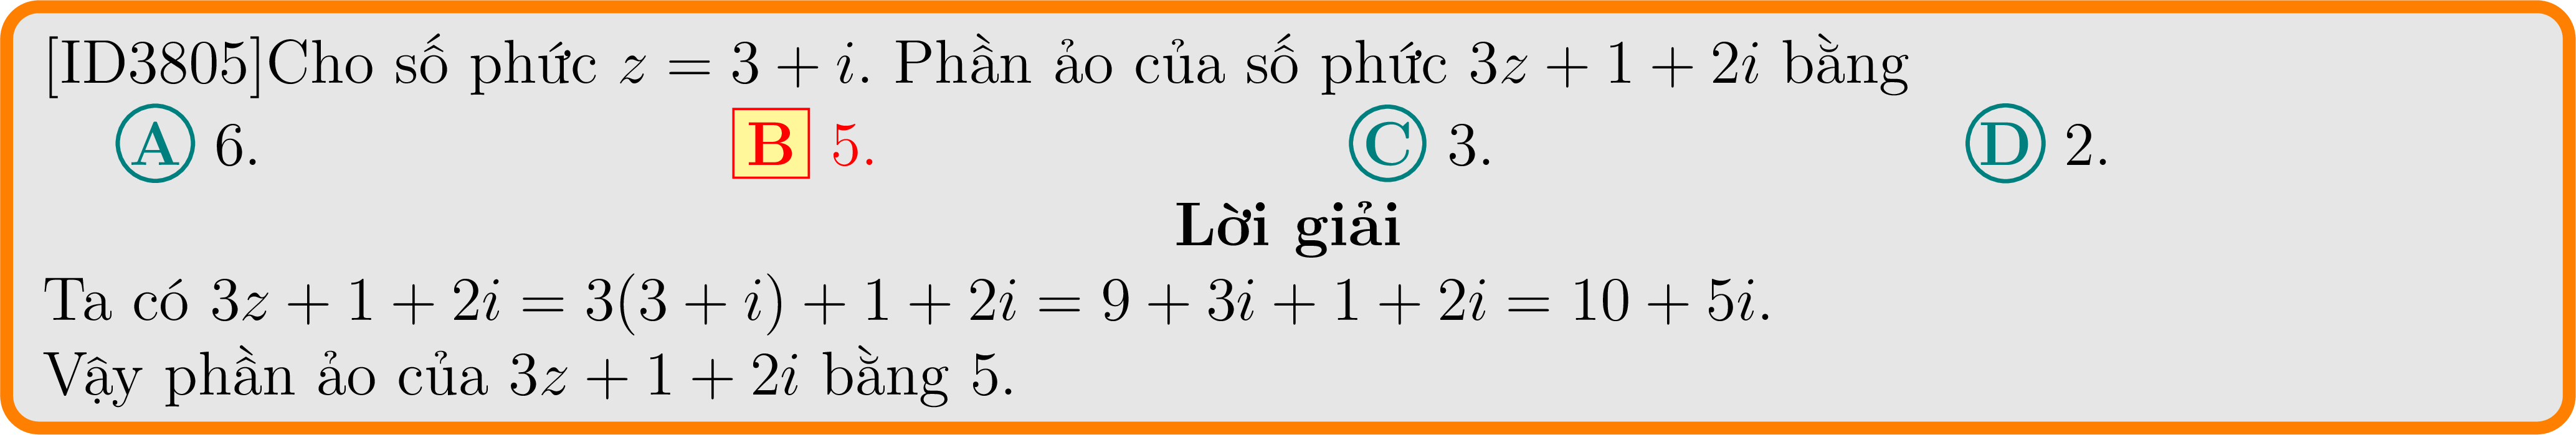 [ID3805]Cho số phức z = 3 + i. Phần ảo của số phức 3z + 1 + 2i bằng
A 6. B 5. C 3. D 2.
Lời giải
Ta có 3z + 1 + 2i = 3(3 + i) + 1 + 2i = 9 + 3i + 1 + 2i = 10 + 5i.
Vậy phần ảo của 3z + 1 + 2i bằng 5.